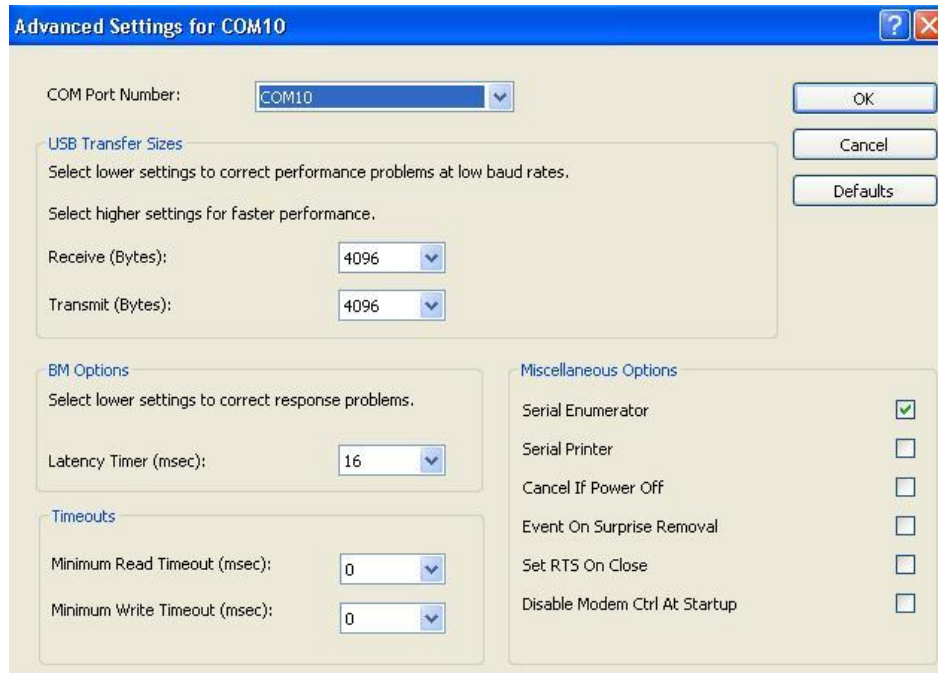 Advanced Settings for COM10
COM Port Number: COM10
OK
Cancel
Defaults
USB Transfer Sizes
Select lower settings to correct performance problems at low baud rates.
Select higher settings for faster performance.
Receive (Bytes): 4096
Transmit (Bytes): 4096
BM Options
Select lower settings to correct response problems.
Latency Timer (msec): 16
Timeouts
Minimum Read Timeout (msec): 0
Minimum Write Timeout (msec): 0
Miscellaneous Options
Serial Enumerator
Serial Printer
Cancel If Power Off
Event On Surprise Removal
Set RTS On Close
Disable Modem Ctrl At Startup